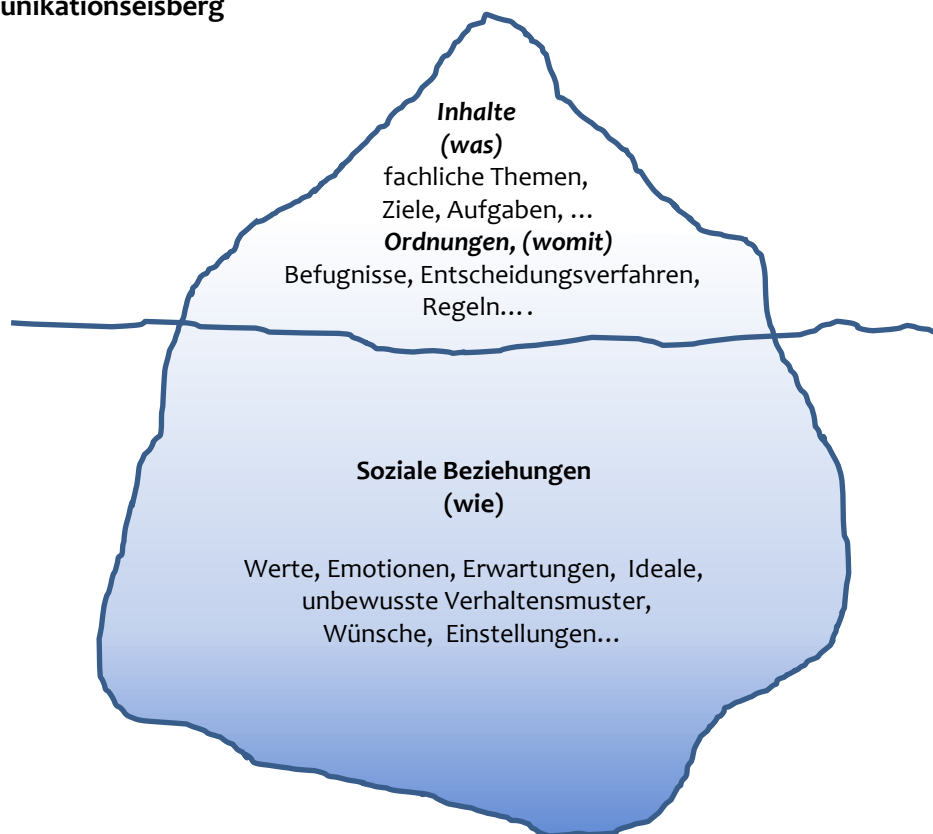 unikationseisberg
Inhalte
(was)
fachliche Themen,
Ziele, Aufgaben, …
Ordnungen, (womit)
Befugnisse, Entscheidungsverfahren,
Regeln….
Soziale Beziehungen
(wie)
Werte, Emotionen, Erwartungen, Ideale,
unbewusste Verhaltensmuster,
Wünsche, Einstellungen…